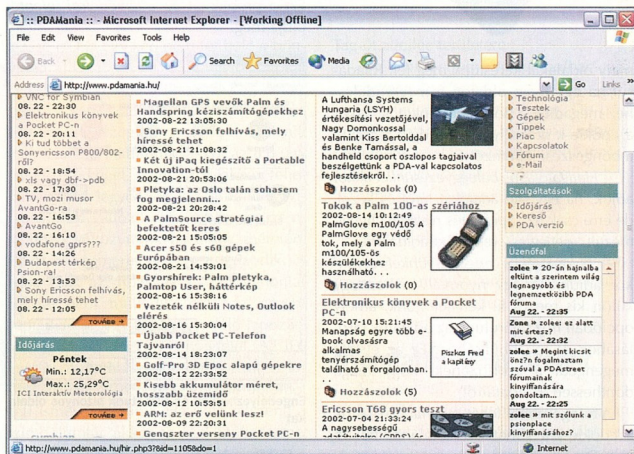 :: PDAMania :: - Microsoft Internet Explorer - [Working Offline]
File Edit View Favorites Tools Help
Back Search Favorites Media
Address http://www.pdamania.hu/ Go Links »
VNC for Symbian
08. 22 - 22:30
Elektronikus könyvek
a Pocket PC-n
08. 22 - 20:11
Ki tud többet a
Sonyericsson P800/802-
ről?
08. 22 - 18:54
xls vagy dbf->pdb
08. 22 - 17:30
TV, mozi musor
AvantGo-ra
08. 22 - 16:53
AvantGo
08. 22 - 16:10
vodafone gprs???
08. 22 - 14:26
Budapest térkép
Psion-ra!
08. 22 - 13:53
Sony Ericsson felhívás,
mely híressé tehet
08. 22 - 12:05
TOVÁBB
Időjárás
Péntek
Min.: 12,17°C
Max.: 25,29°C
ICI Interaktív Meteorológia
TOVÁBB
symbian
Magellan GPS vevők Palm és
Handspring kéziszámítógépekhez
2002-08-22 13:05:30
Sony Ericsson felhívás, mely
híressé tehet
2002-08-21 21:08:32
Két új iPaq kiegészítő a Portable
Innovation-tól
2002-08-21 20:53:06
Pletyka: az Oslo talán sohasem
fog megjelenni...
2002-08-21 20:28:42
A PalmSource stratégiai
befektetőt keres
2002-08-21 15:05:05
Acer s50 és s60 gépek
Európában
2002-08-21 14:53:01
Gyorshírek: Palm pletyka,
Palmtop User, háttérkép
2002-08-16 15:38:16
Vezeték nélküli Notes, Outlook
elérés
2002-08-16 15:30:04
Újabb Pocket PC-Telefon
Tajvanról
2002-08-14 18:23:07
Golf-Pro 3D Epoc alapú gépekre
2002-08-12 22:33:52
Kisebb akkumulátor méret,
hosszabb üzemidő
2002-08-12 10:53:51
ARM: az erő velünk lesz!
2002-08-09 22:20:31
Gengszter verseny Pocket PC-n
A Lufthansa Systems
Hungaria (LSYH)
értékesítési vezetőjével,
Nagy Domonkossal
valamint Kiss Bertolddal
és Benke Tamással, a
handheld csoport oszlopos tagjaival
beszélgettünk a PDA-val kapcsolatos
fejlesztésekről. . .
Hozzászolok (0)
Tokok a Palm 100-as szériához
2002-08-14 10:12:49
PalmGlove m100/105 A
PalmGlove egy védő
tok, mely a Palm
m100/105-ös
készülékekhez
használható. . .
Hozzászolok (0)
Elektronikus könyvek a Pocket
PC-n
2002-07-10 15:21:45
Manapság egyre több e-
book olvasásra
alkalmas
tenyérszámítógép
található a forgalomban.
. .
Piszkos Fred
a kapitány
Hozzászolok (5)
Ericsson T68 gyors teszt
2002-07-04 21:33:24
A nagysebességű
adatátvitelre (GPRS) és
Technológia
Tesztek
Gépek
Tippek
Piac
Kapcsolatok
Fórum
e-Mail
Szolgáltatások
Időjárás
Kereső
PDA verzió
Üzenőfal
zolee » 20-án hajnalba
eltünt a szerintem világ
legnagyobb és
legnemzetközibb PDA
fóruma
Aug 22. - 22:35
Zone » zolee: ez alatt
mit értesz?
Aug 22. - 22:32
zolee » Megint kicsit
önz?n fogalmaztam
szóval a PDAstreet
fórumainak
kinyiffanására
gondoltam...
Aug 22. - 22:25
zolee » mit szólunk a
psionplace
kinyiffanásához?
http://www.pdamania.hu/hir.php3?id=1105&do=1
Internet